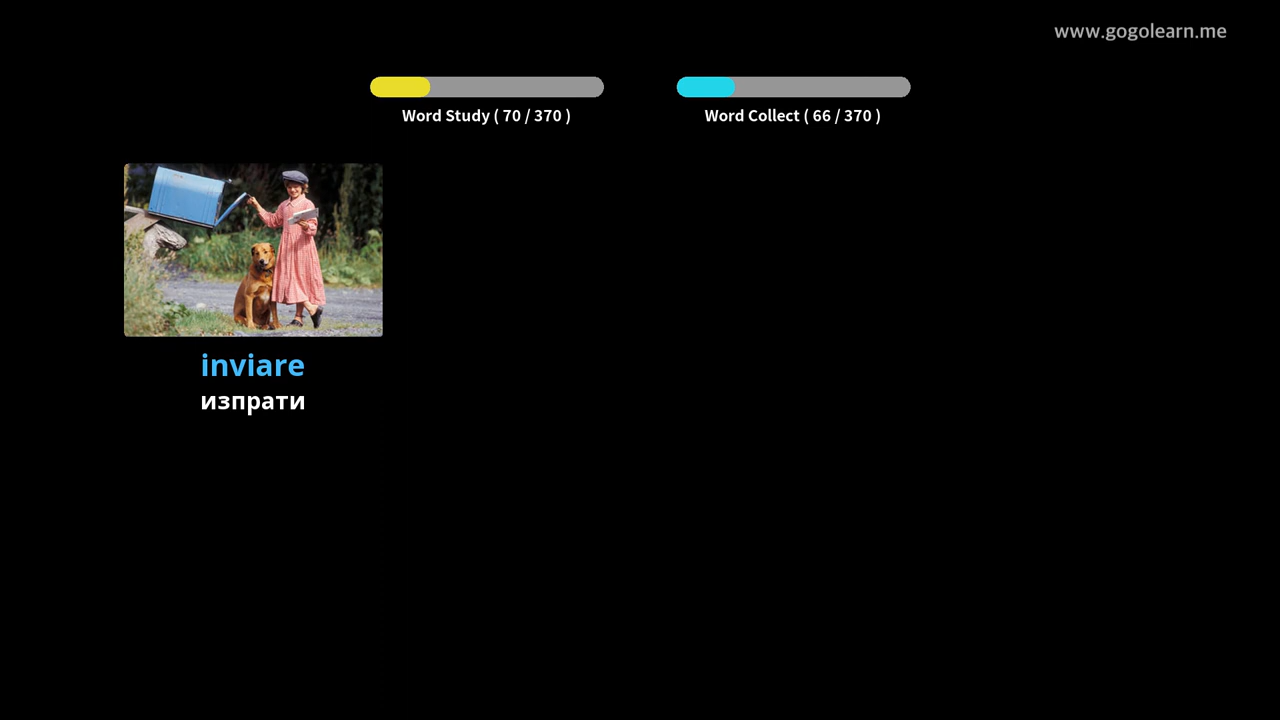 www.gogolearn.me
Word Study ( 70 / 370 )
Word Collect ( 66 / 370 )
inviare
изпрати